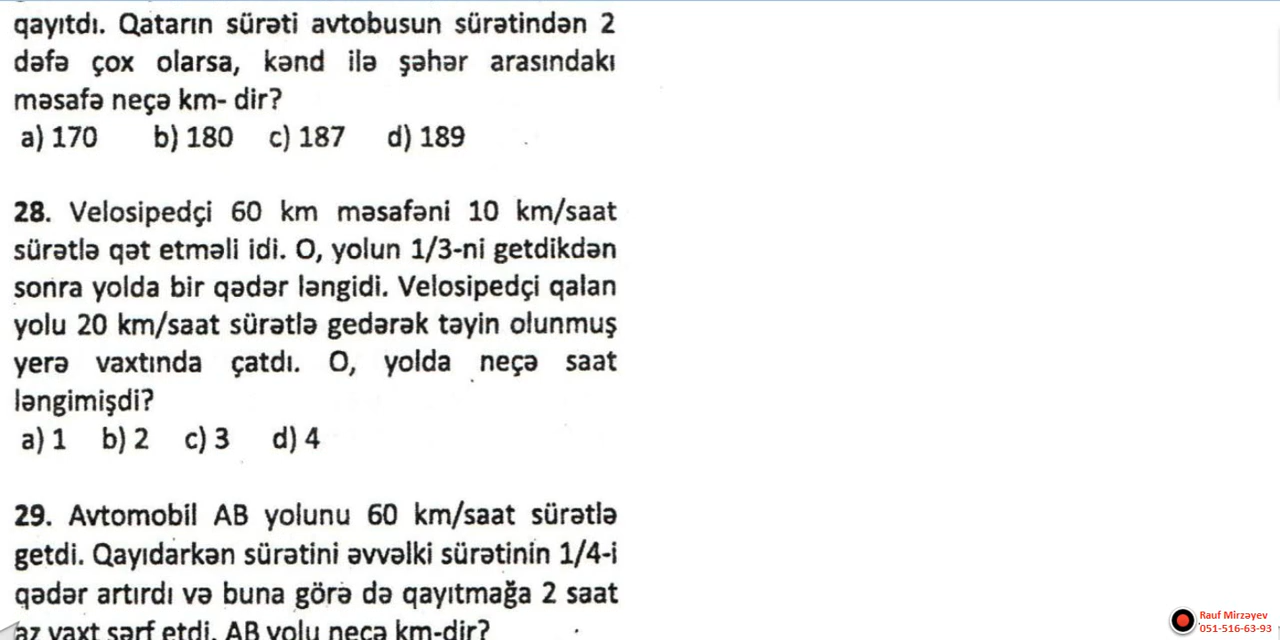 qayıtdı. Qatarın sürəti avtobusun sürətindən 2
dəfə çox olarsa, kənd ilə şəhər arasındakı
məsafə neçə km- dir?
a) 170 b) 180 c) 187 d) 189
28. Velosipedçi 60 km məsafəni 10 km/saat
sürətlə qət etməli idi. O, yolun 1/3-ni getdikdən
sonra yolda bir qədər ləngidi. Velosipedçi qalan
yolu 20 km/saat sürətlə gedərək təyin olunmuş
yerə vaxtında çatdı. O, yolda neçə saat
ləngimişdi?
a) 1 b) 2 c) 3 d) 4
29. Avtomobil AB yolunu 60 km/saat sürətlə
getdi. Qayıdarkən sürətini əvvəlki sürətinin 1/4-i
qədər artırdı və buna görə də qayıtmağa 2 saat
az vaxt sərf etdi. AB yolu neçə km-dir?
Rauf Mirzəyev
051-516-63-93